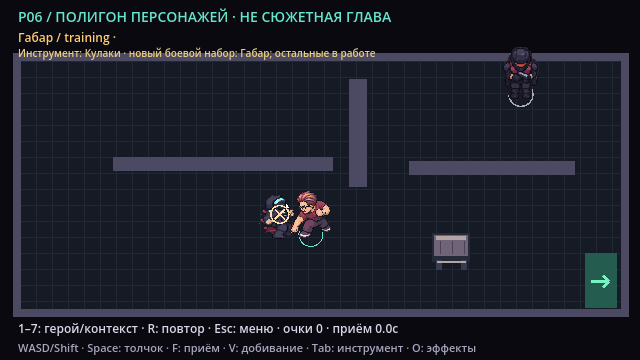 P06 / ПОЛИГОН ПЕРСОНАЖЕЙ · НЕ СЮЖЕТНАЯ ГЛАВА
Габар / training ·
Инструмент: Кулаки · новый боевой набор: Габар; остальные в работе
1–7: герой/контекст · R: повтор · Esc: меню · очки 0 · приём 0.0с
WASD/Shift · Space: толчок · F: приём · V: добивание · Tab: инструмент · O: эффекты